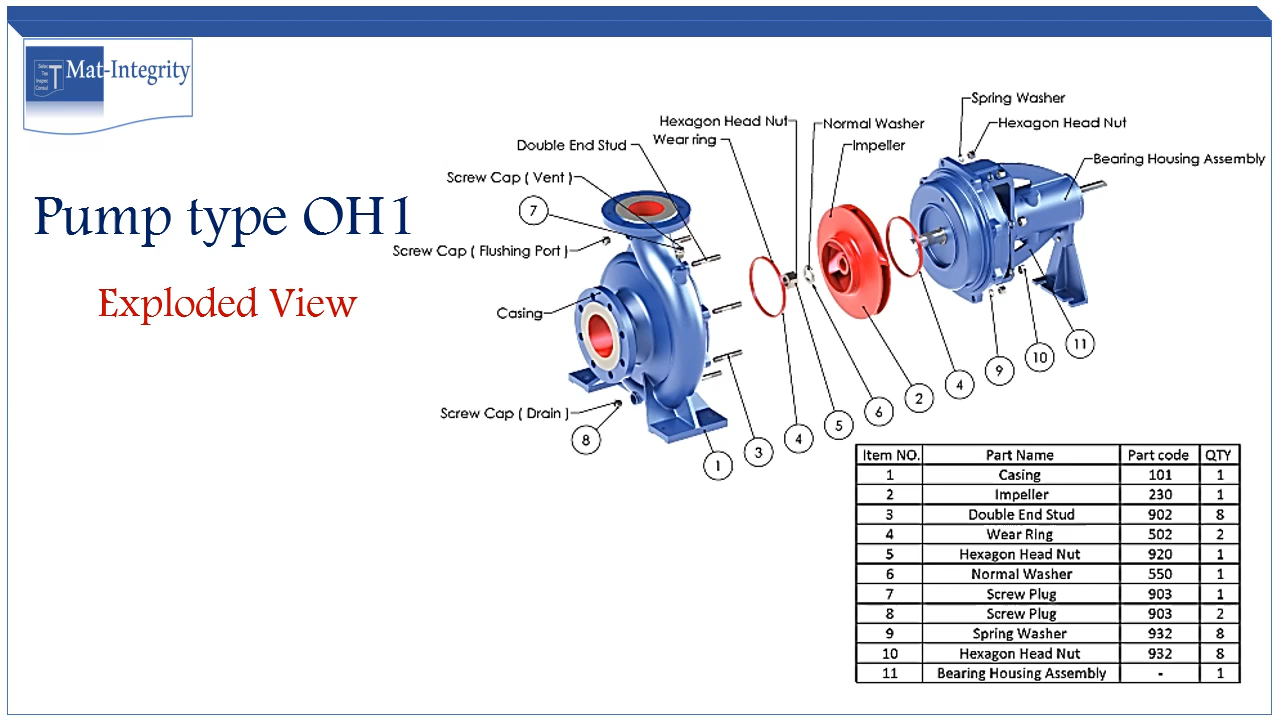 Mat-Integrity
T
Pump type OH1
Exploded View
Spring Washer
Hexagon Head Nut
Hexagon Head Nut
Normal Washer
Wear ring
Double End Stud
Impeller
Bearing Housing Assembly
Screw Cap ( Vent )
7
Screw Cap ( Flushing Port )
Casing
Screw Cap ( Drain )
8
1
3
4
5
6
2
4
9
10
11
Item NO. Part Name Part code QTY
1 Casing 101 1
2 Impeller 230 1
3 Double End Stud 902 8
4 Wear Ring 502 2
5 Hexagon Head Nut 920 1
6 Normal Washer 550 1
7 Screw Plug 903 1
8 Screw Plug 903 2
9 Spring Washer 932 8
10 Hexagon Head Nut 932 8
11 Bearing Housing Assembly - 1